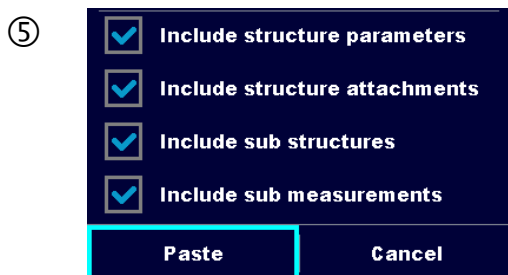 ⑤
Include structure parameters
Include structure attachments
Include sub structures
Include sub measurements
Paste Cancel